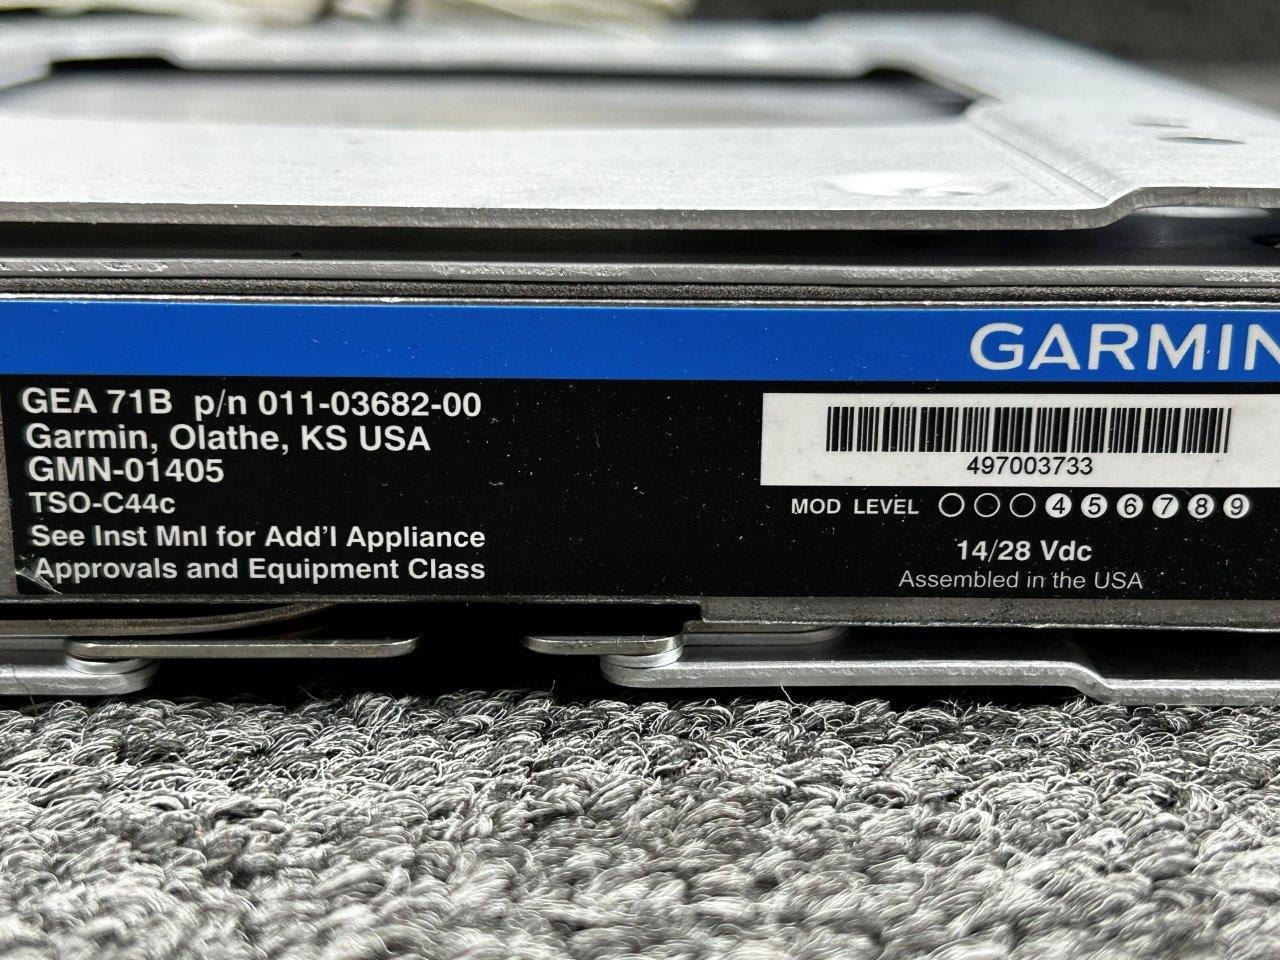 GARMIN
GEA 71B p/n 011-03682-00
Garmin, Olathe, KS USA
GMN-01405
TSO-C44c
See Inst Mnl for Add'l Appliance
Approvals and Equipment Class
497003733
MOD LEVEL 4 5 6 7 8 9
14/28 Vdc
Assembled in the USA